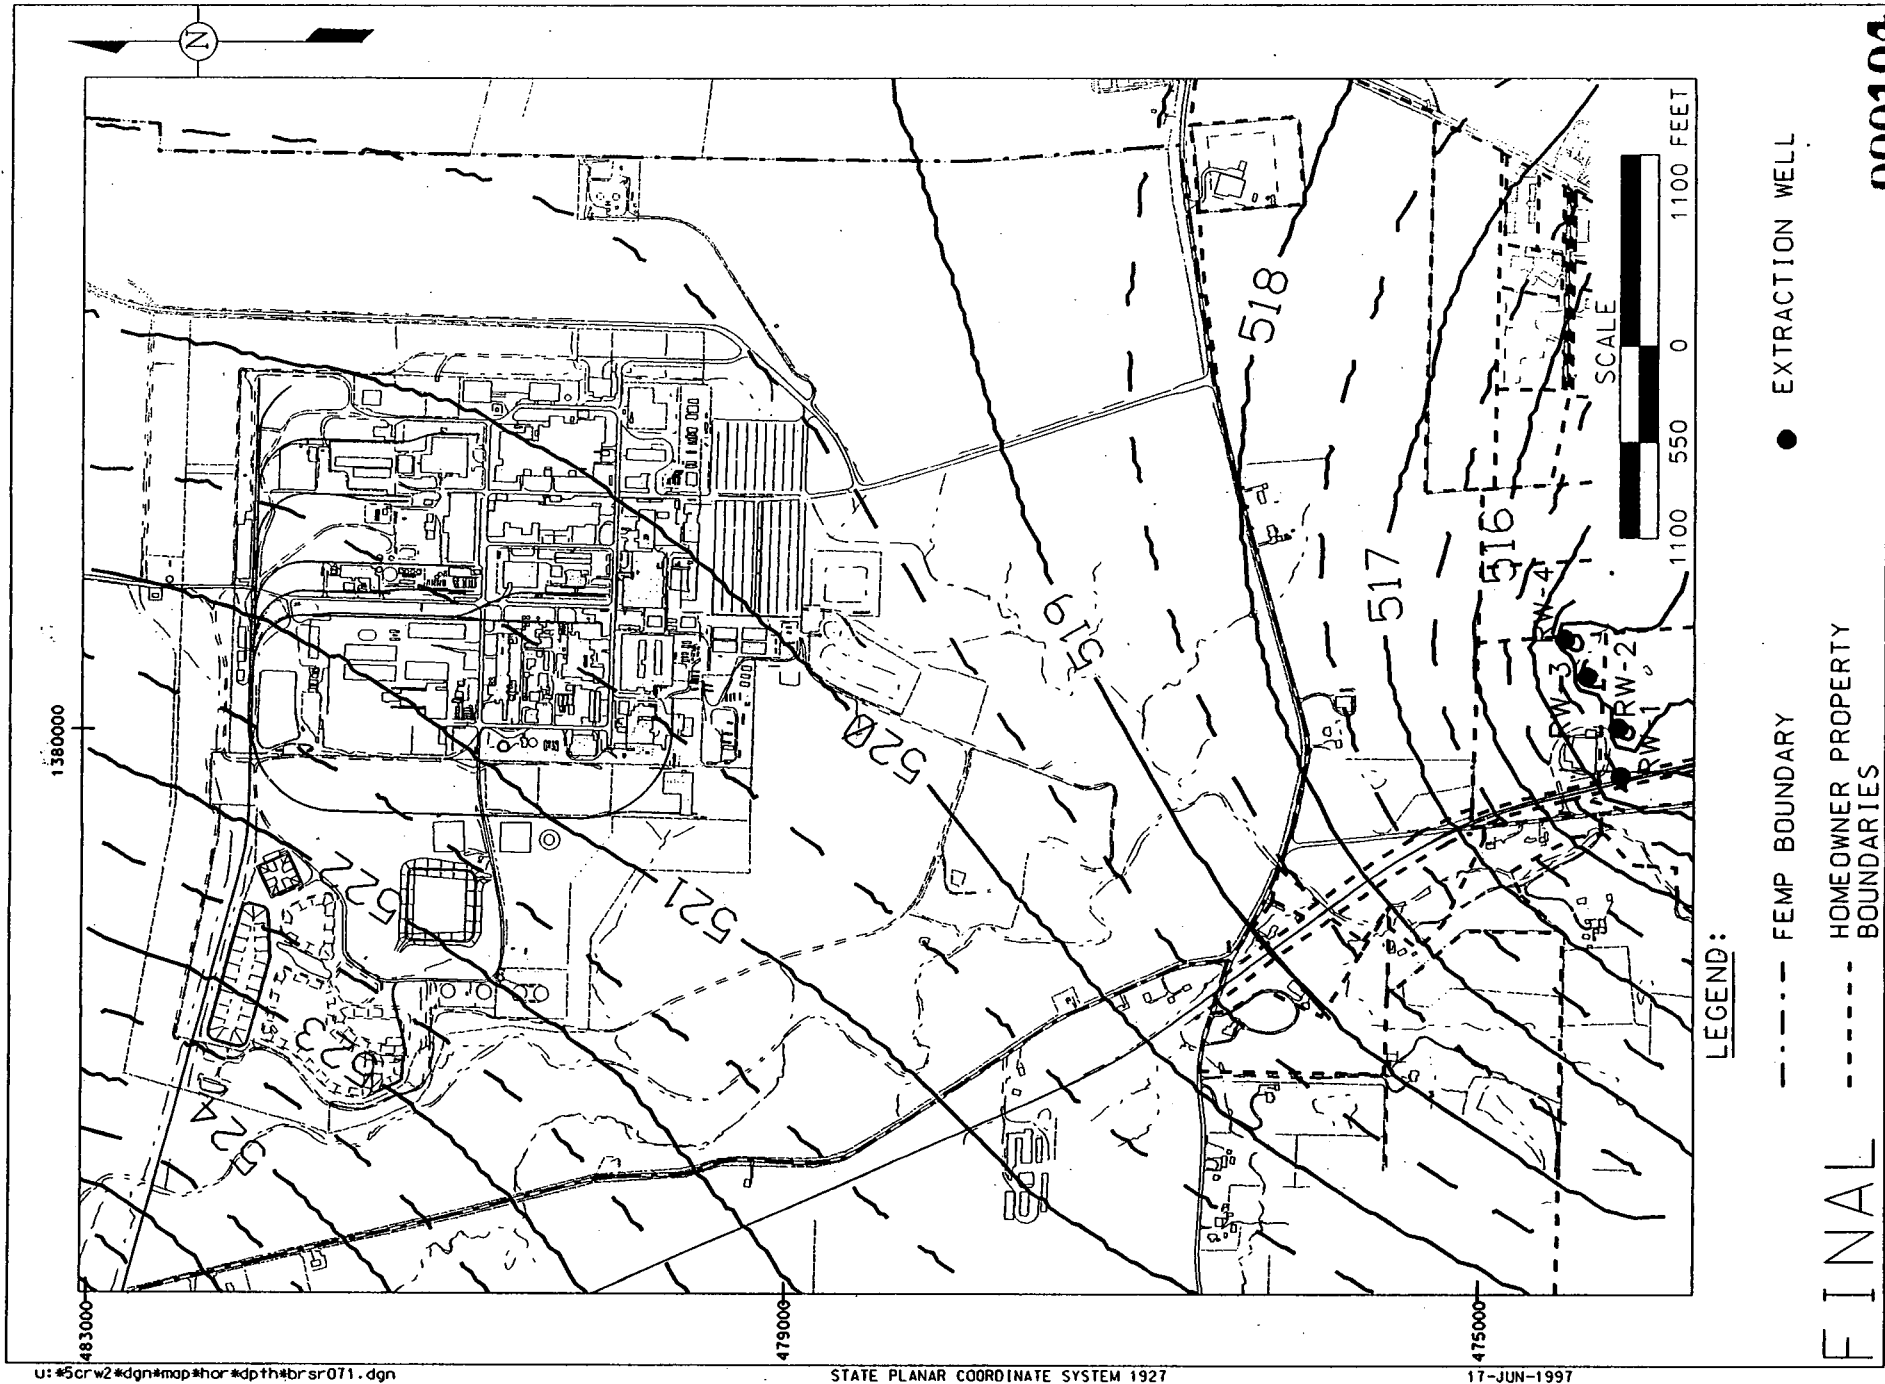 N
1380000
483000
479000
475000
524
523
522
521
520
519
518
517
516
RW-4
RW-3
RW-2
RW-1
SCALE
1100 550 0 1100 FEET
LEGEND:
FEMP BOUNDARY
EXTRACTION WELL
HOMEOWNER PROPERTY
BOUNDARIES
FINAL
u:*5crw2*dgn*map*hor*dpth*brsr071.dgn
STATE PLANAR COORDINATE SYSTEM 1927
17-JUN-1997